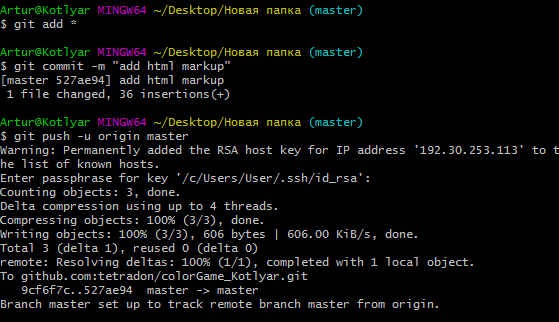 Artur@Kotlyar MINGW64 ~/Desktop/Новая папка (master)
$ git add *
Artur@Kotlyar MINGW64 ~/Desktop/Новая папка (master)
$ git commit -m "add html markup"
[master 527ae94] add html markup
 1 file changed, 36 insertions(+)
Artur@Kotlyar MINGW64 ~/Desktop/Новая папка (master)
$ git push -u origin master
Warning: Permanently added the RSA host key for IP address '192.30.253.113' to t
he list of known hosts.
Enter passphrase for key '/c/Users/User/.ssh/id_rsa':
Counting objects: 3, done.
Delta compression using up to 4 threads.
Compressing objects: 100% (3/3), done.
Writing objects: 100% (3/3), 606 bytes | 606.00 KiB/s, done.
Total 3 (delta 1), reused 0 (delta 0)
remote: Resolving deltas: 100% (1/1), completed with 1 local object.
To github.com:tetradon/colorGame_Kotlyar.git
   9cf6f7c..527ae94  master -> master
Branch master set up to track remote branch master from origin.